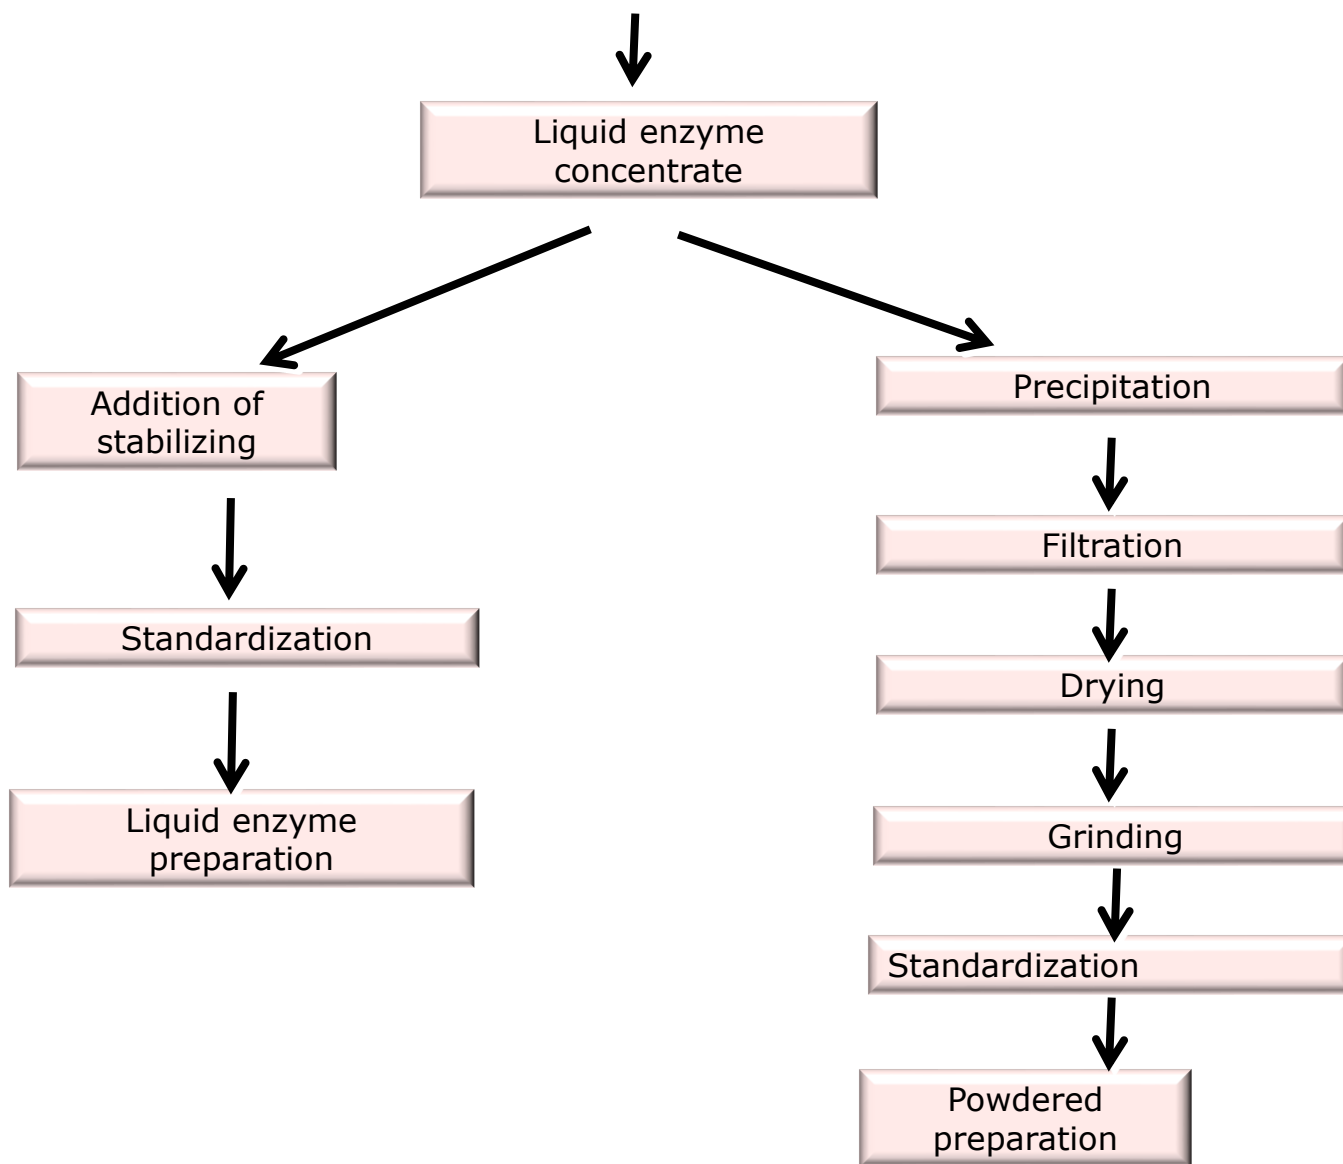 Liquid enzyme
concentrate
Addition of
stabilizing
Standardization
Liquid enzyme
preparation
Precipitation
Filtration
Drying
Grinding
Standardization
Powdered
preparation